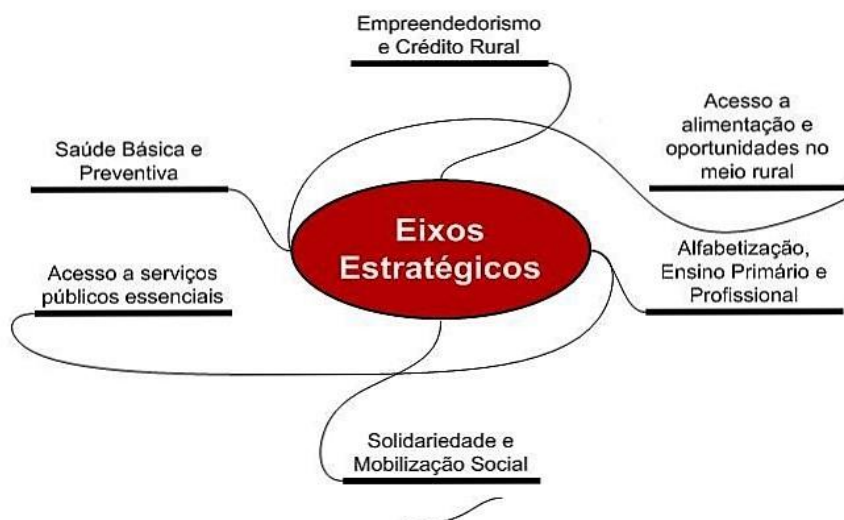 Empreendedorismo
e Crédito Rural
Acesso a
alimentação e
oportunidades no
meio rural
Saúde Básica e
Preventiva
Eixos
Estratégicos
Alfabetização,
Ensino Primário e
Profissional
Acesso a serviços
públicos essenciais
Solidariedade e
Mobilização Social